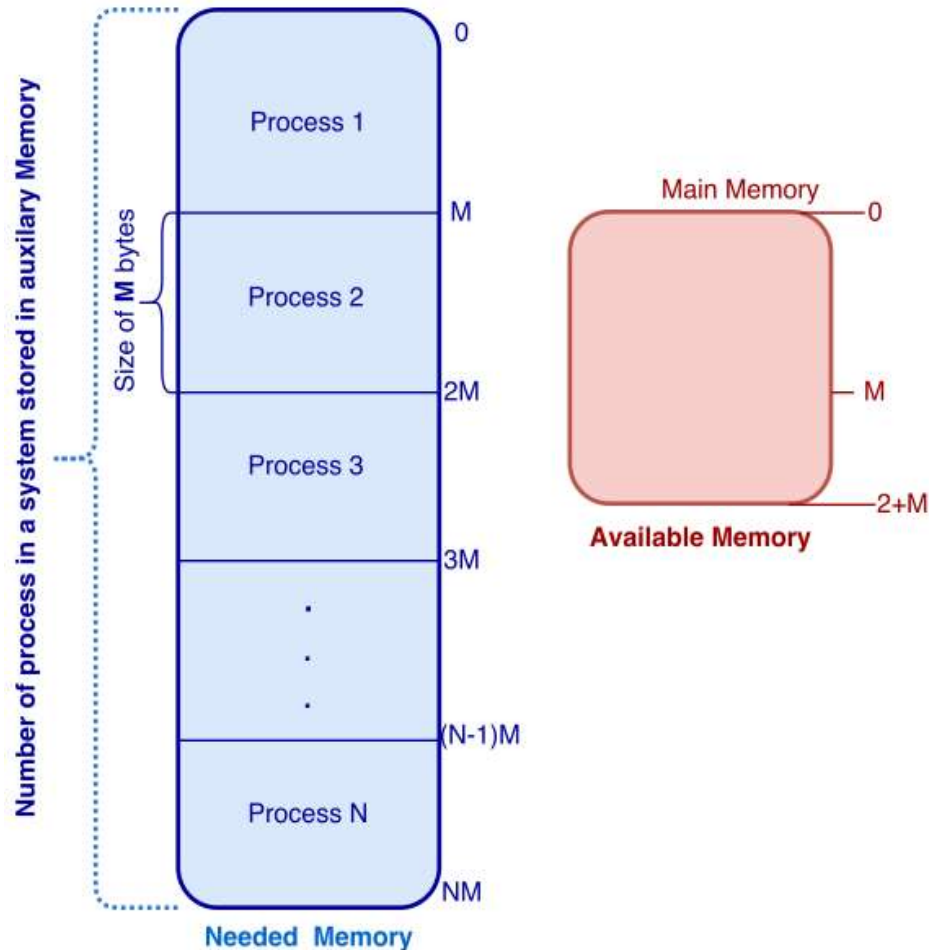 Number of process in a system stored in auxilary Memory
0
Process 1
M
Size of M bytes
Process 2
2M
Process 3
3M
.
.
.
(N-1)M
Process N
NM
Needed Memory
Main Memory
0
M
2+M
Available Memory